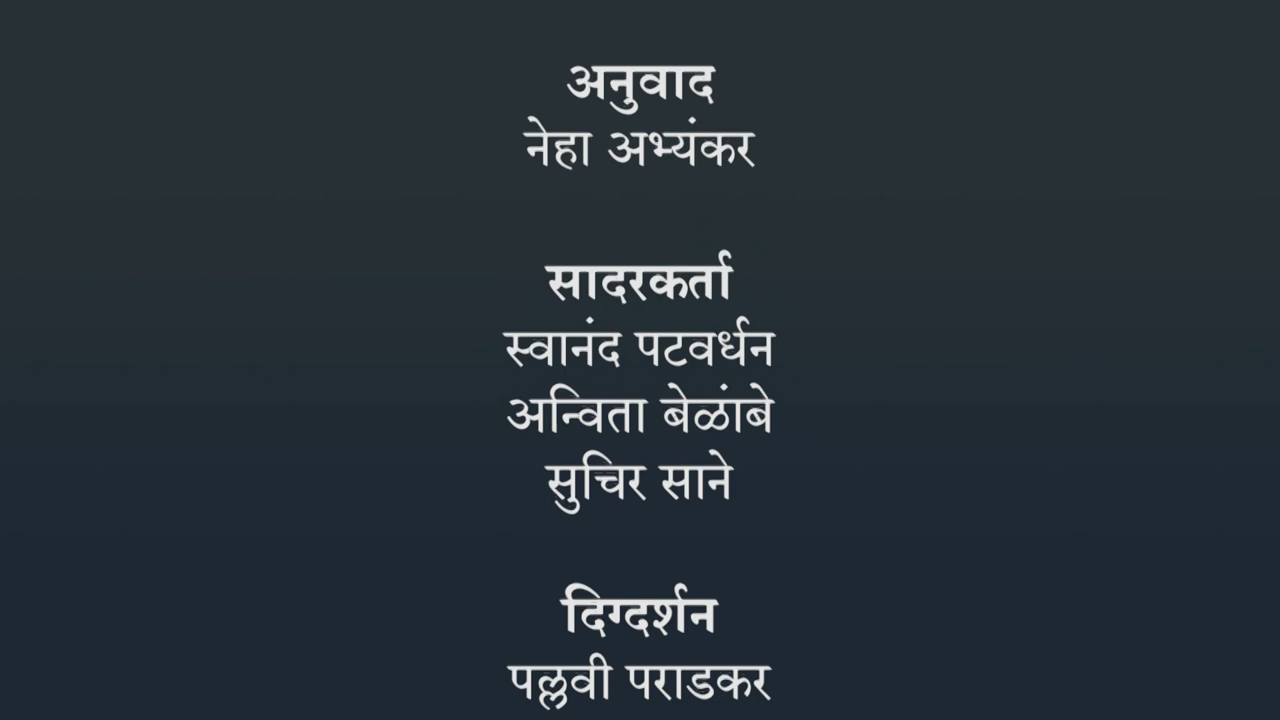 अनुवाद
नेहा अभ्यंकर
सादरकर्ता
स्वानंद पटवर्धन
अन्विता बेळांबे
सुचिर साने
दिग्दर्शन
पल्लवी पराडकर